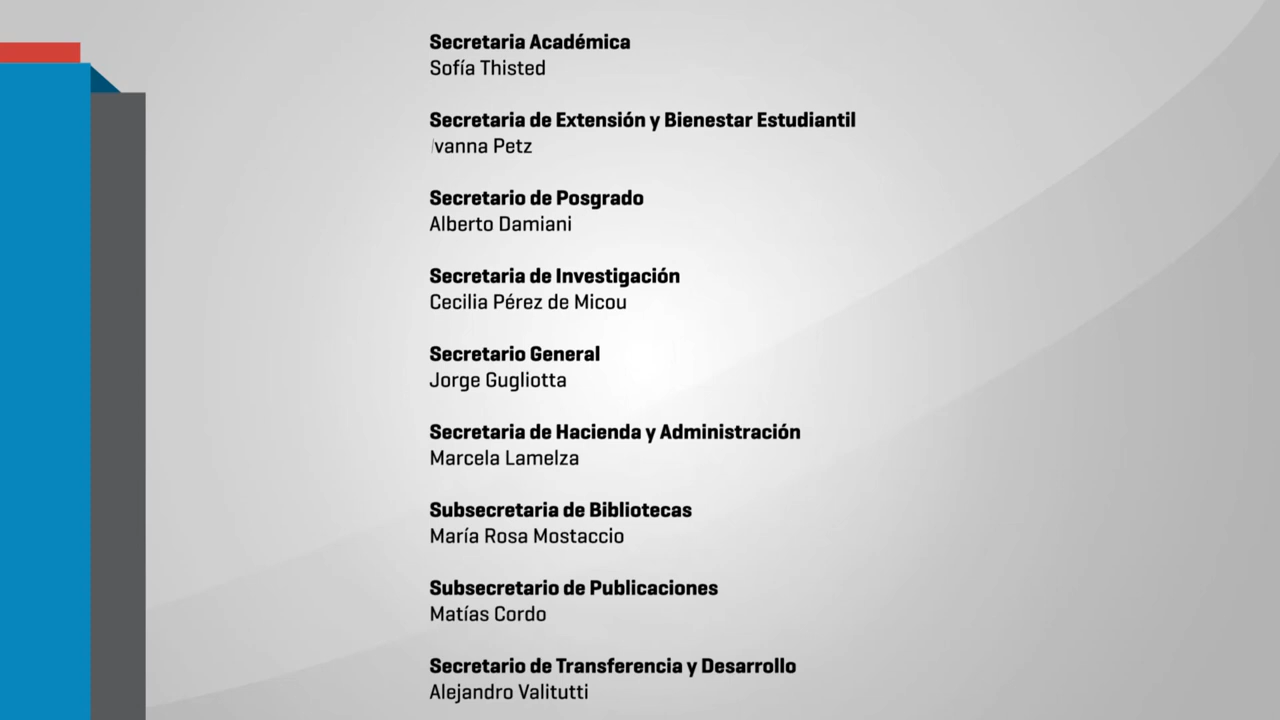 Secretaria Académica
Sofía Thisted
Secretaria de Extensión y Bienestar Estudiantil
Ivanna Petz
Secretario de Posgrado
Alberto Damiani
Secretaria de Investigación
Cecilia Pérez de Micou
Secretario General
Jorge Gugliotta
Secretaria de Hacienda y Administración
Marcela Lamelza
Subsecretaria de Bibliotecas
María Rosa Mostaccio
Subsecretario de Publicaciones
Matías Cordo
Secretario de Transferencia y Desarrollo
Alejandro Valitutti